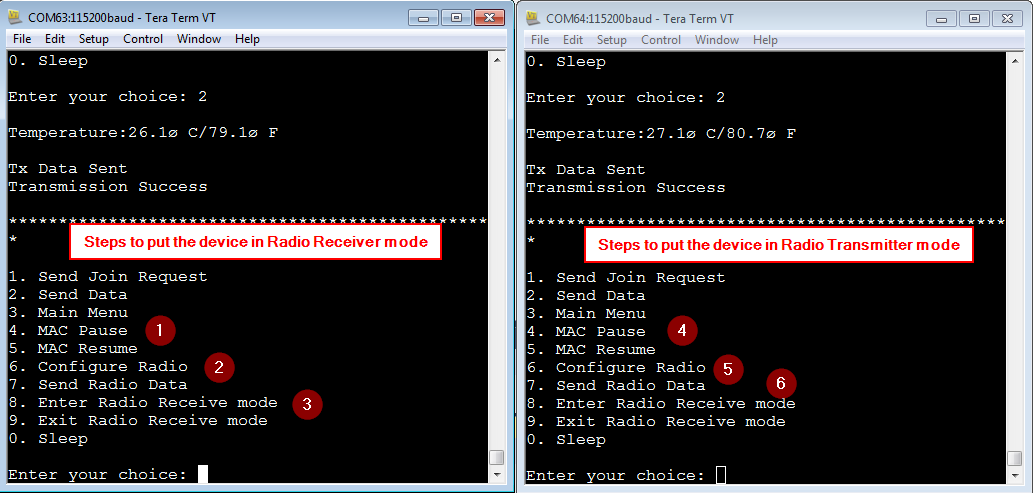 COM63:115200baud - Tera Term VT
File Edit Setup Control Window Help
0. Sleep
Enter your choice: 2
Temperature:26.1ø C/79.1ø F
Tx Data Sent
Transmission Success
************************************************
*
Steps to put the device in Radio Receiver mode
1. Send Join Request
2. Send Data
3. Main Menu
4. MAC Pause 1
5. MAC Resume
6. Configure Radio 2
7. Send Radio Data
8. Enter Radio Receive mode 3
9. Exit Radio Receive mode
0. Sleep
Enter your choice:
COM64:115200baud - Tera Term VT
File Edit Setup Control Window Help
0. Sleep
Enter your choice: 2
Temperature:27.1ø C/80.7ø F
Tx Data Sent
Transmission Success
************************************************
*
Steps to put the device in Radio Transmitter mode
1. Send Join Request
2. Send Data
3. Main Menu
4. MAC Pause 4
5. MAC Resume
6. Configure Radio 5
7. Send Radio Data 6
8. Enter Radio Receive mode
9. Exit Radio Receive mode
0. Sleep
Enter your choice: